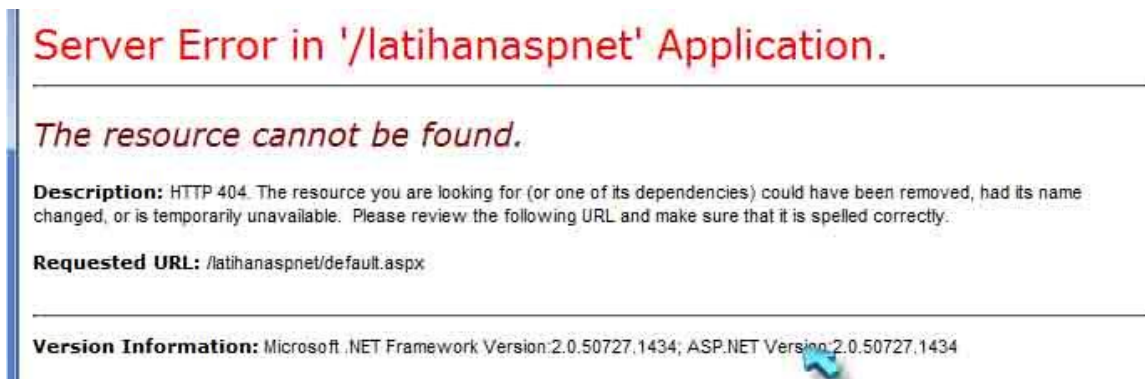 Server Error in '/latihanaspnet' Application.
The resource cannot be found.
Description: HTTP 404. The resource you are looking for (or one of its dependencies) could have been removed, had its name
changed, or is temporarily unavailable.  Please review the following URL and make sure that it is spelled correctly.
Requested URL: /latihanaspnet/default.aspx
Version Information: Microsoft .NET Framework Version:2.0.50727.1434; ASP.NET Version:2.0.50727.1434